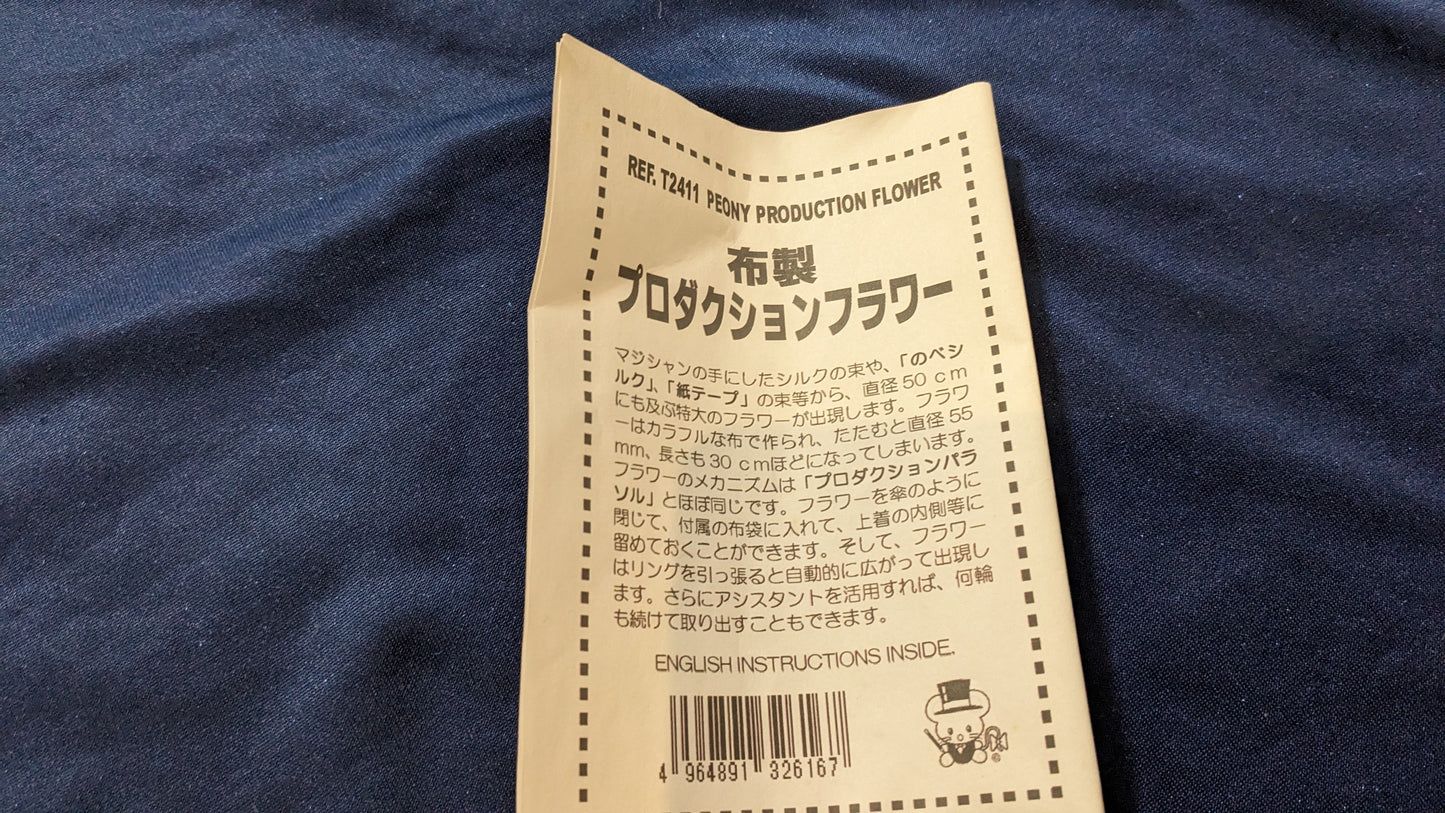 REF. T2411 PEONY PRODUCTION FLOWER
布製
プロダクションフラワー
マジシャンの手にしたシルクの束や、「のべシ
ルク」、「紙テープ」の束等から、直径50cm
にも及ぶ特大のフラワーが出現します。フラワ
ーはカラフルな布で作られ、たたむと直径55
mm、長さも30cmほどになってしまいます。
フラワーのメカニズムは「プロダクションパラ
ソル」とほぼ同じです。フラワーを傘のように
閉じて、付属の布袋に入れて、上着の内側等に
留めておくことができます。そして、フラワー
はリングを引っ張ると自動的に広がって出現し
ます。さらにアシスタントを活用すれば、何輪
も続けて取り出すこともできます。
ENGLISH INSTRUCTIONS INSIDE.
4 964891 326167